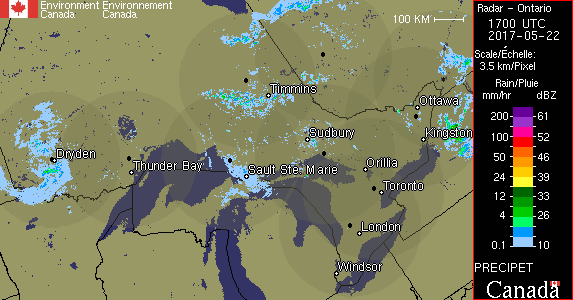 Environment Environnement
Canada Canada
100 KM
Timmins
Ottawa
Sudbury
Kingston
Dryden
Thunder Bay
Sault Ste. Marie
Orillia
Toronto
London
Windsor
Radar - Ontario
1700 UTC
2017-05-22
Scale/Échelle:
3.5 km/Pixel
Rain/Pluie
mm/hr dBZ
200 61
100 52
50 46
24 39
12 33
4 26
0.1 10
PRECIPET
Canada